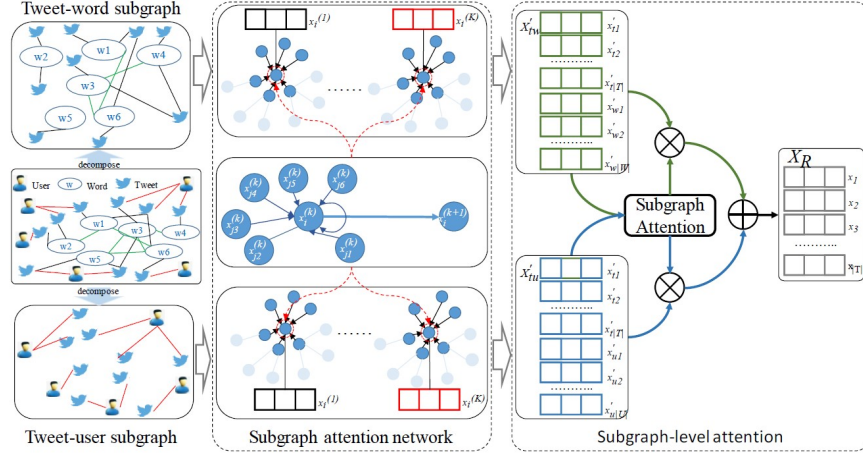 Tweet-word subgraph
w2
w1
w4
w3
w5
w6
decompose
User
w
Word
Tweet
w1
w3
w4
w2
w6
w5
decompose
Tweet-user subgraph
x_i^(1)
x_i^(K)
......
x_j4^(k)
x_j5^(k)
x_j6^(k)
x_j3^(k)
x_i^(k)
x_i^(k+1)
x_j2^(k)
x_j1^(k)
......
x_i^(1)
x_i^(K)
Subgraph attention network
X'_tw
x'_t1
x'_t2
...........
x'_t|T|
x'_w1
x'_w2
...........
x'_w|W|
Subgraph
Attention
X'_tu
x'_t1
x'_t2
...........
x'_t|T|
x'_u1
x'_u2
...........
x'_u|U|
X_R
x_1
x_2
x_3
...........
x_|T|
Subgraph-level attention